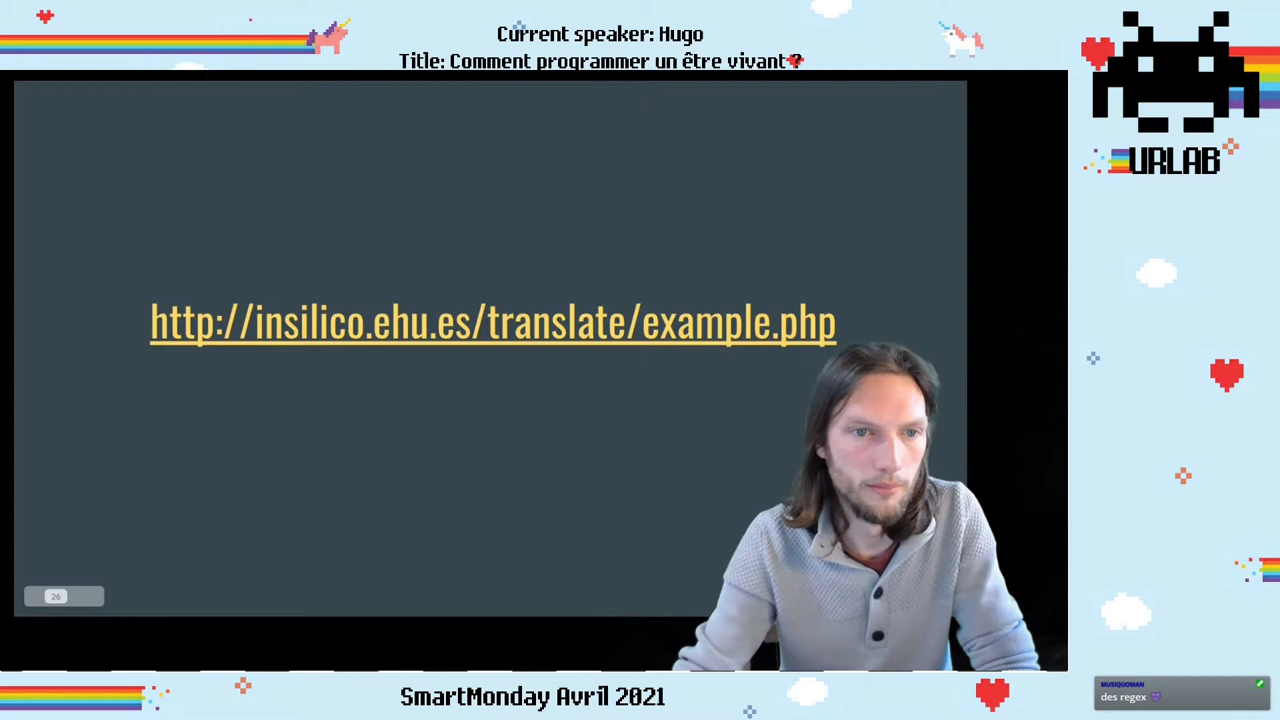 Current speaker: Hugo
Title: Comment programmer un être vivant ?
URLAB
http://insilico.ehu.es/translate/example.php
26
SmartMonday Avril 2021
MUSIQUOMAN
des regex 💜